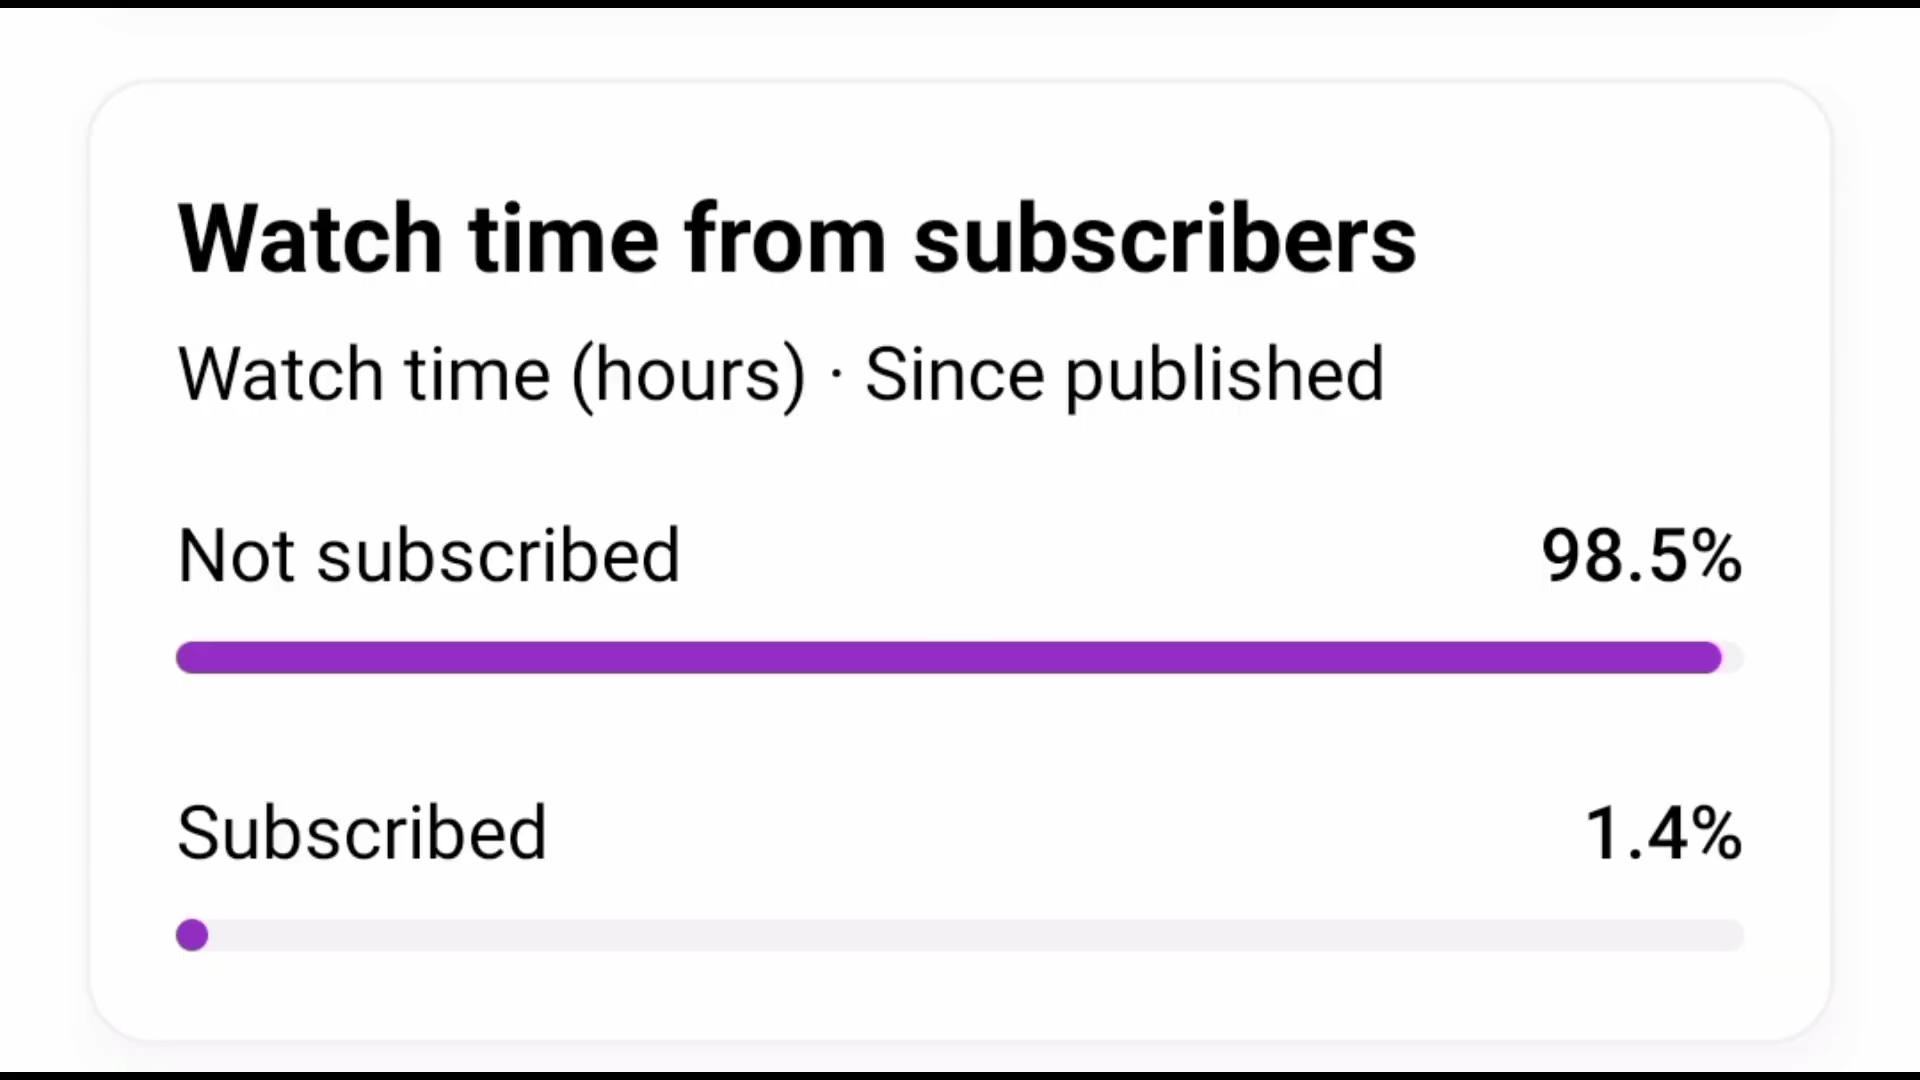 Watch time from subscribers
Watch time (hours) · Since published
Not subscribed 98.5%
Subscribed 1.4%